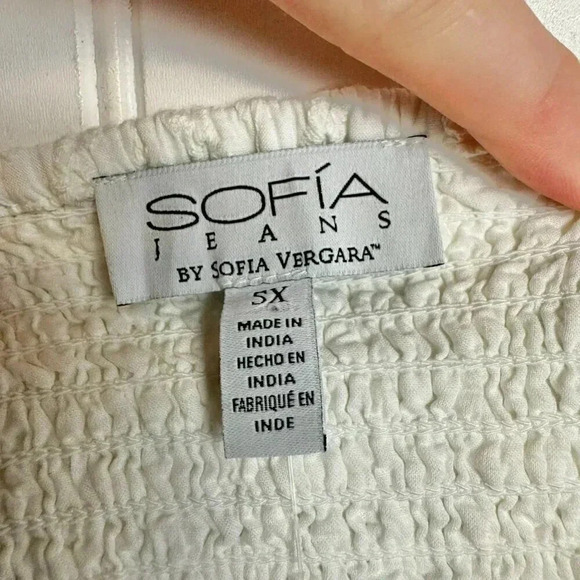 SOFÍA
JEANS
BY SOFIA VERGARA™
5X
MADE IN
INDIA
HECHO EN
INDIA
FABRIQUÉ EN
INDE